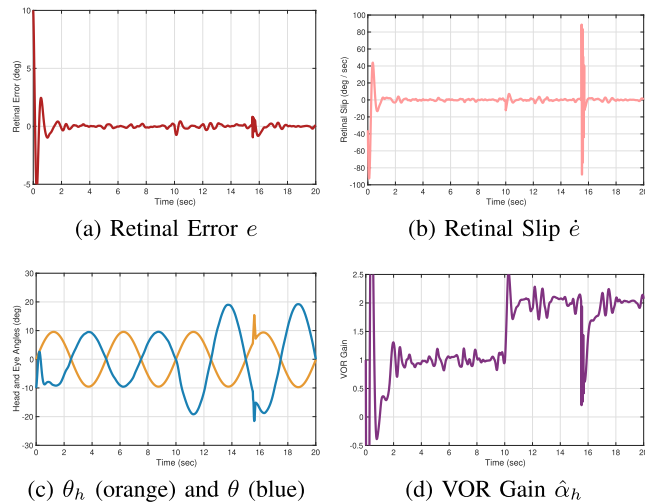 10
5
0
-5
0 2 4 6 8 10 12 14 16 18 20
Retinal Error (deg)
Time (sec)
(a) Retinal Error e
100
80
60
40
20
0
-20
-40
-60
-80
-100
0 2 4 6 8 10 12 14 16 18 20
Retinal Slip (deg / sec)
Time (sec)
(b) Retinal Slip ė
30
20
10
0
-10
-20
-30
0 2 4 6 8 10 12 14 16 18 20
Head and Eye Angles (deg)
Time (sec)
(c) θ_h (orange) and θ (blue)
2.5
2
1.5
1
0.5
0
-0.5
0 2 4 6 8 10 12 14 16 18 20
VOR Gain
Time (sec)
(d) VOR Gain α̂_h